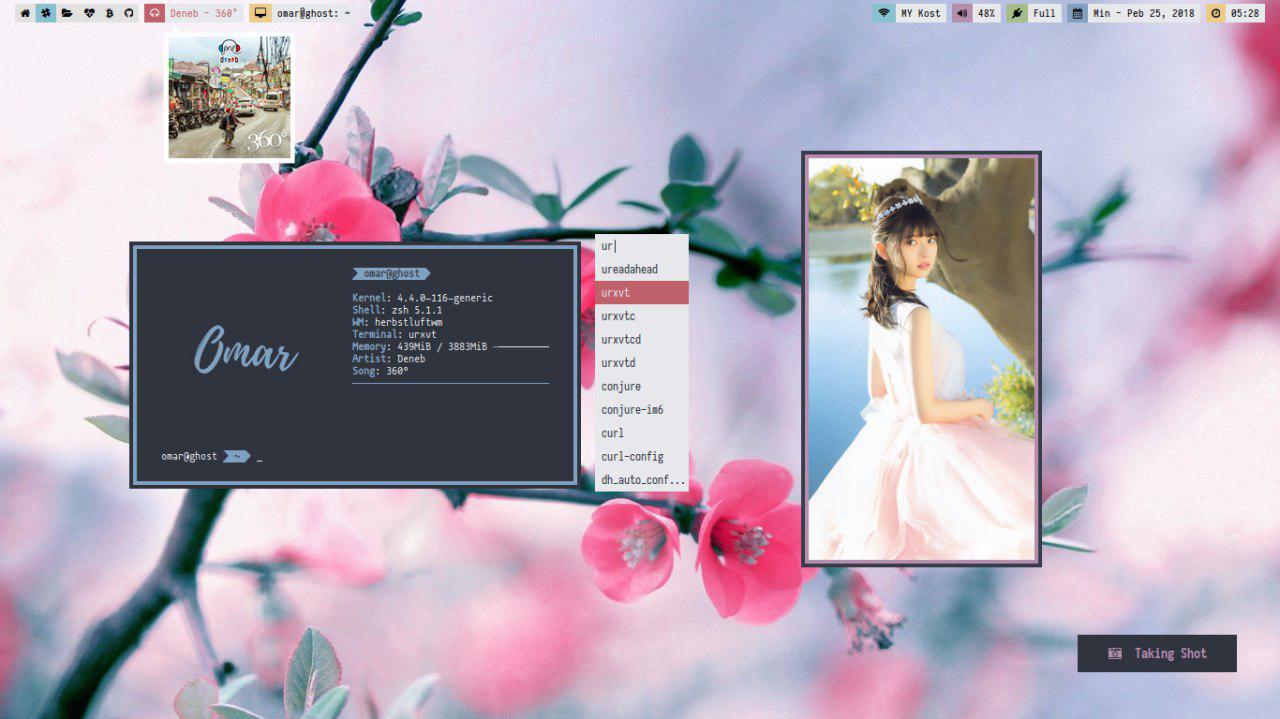 Deneb - 360°
omar@ghost: ~
MY Kost
48%
Full
Min - Peb 25, 2018
05:28
deneb
360°
omar@ghost
Kernel: 4.4.0-116-generic
Shell: zsh 5.1.1
WM: herbstluftwm
Terminal: urxvt
Memory: 439MiB / 3883MiB
Artist: Deneb
Song: 360°
Omar
omar@ghost ~ _
ur
ureadahead
urxvt
urxvtc
urxvtcd
urxvtd
conjure
conjure-im6
curl
curl-config
dh_auto_conf...
Taking Shot